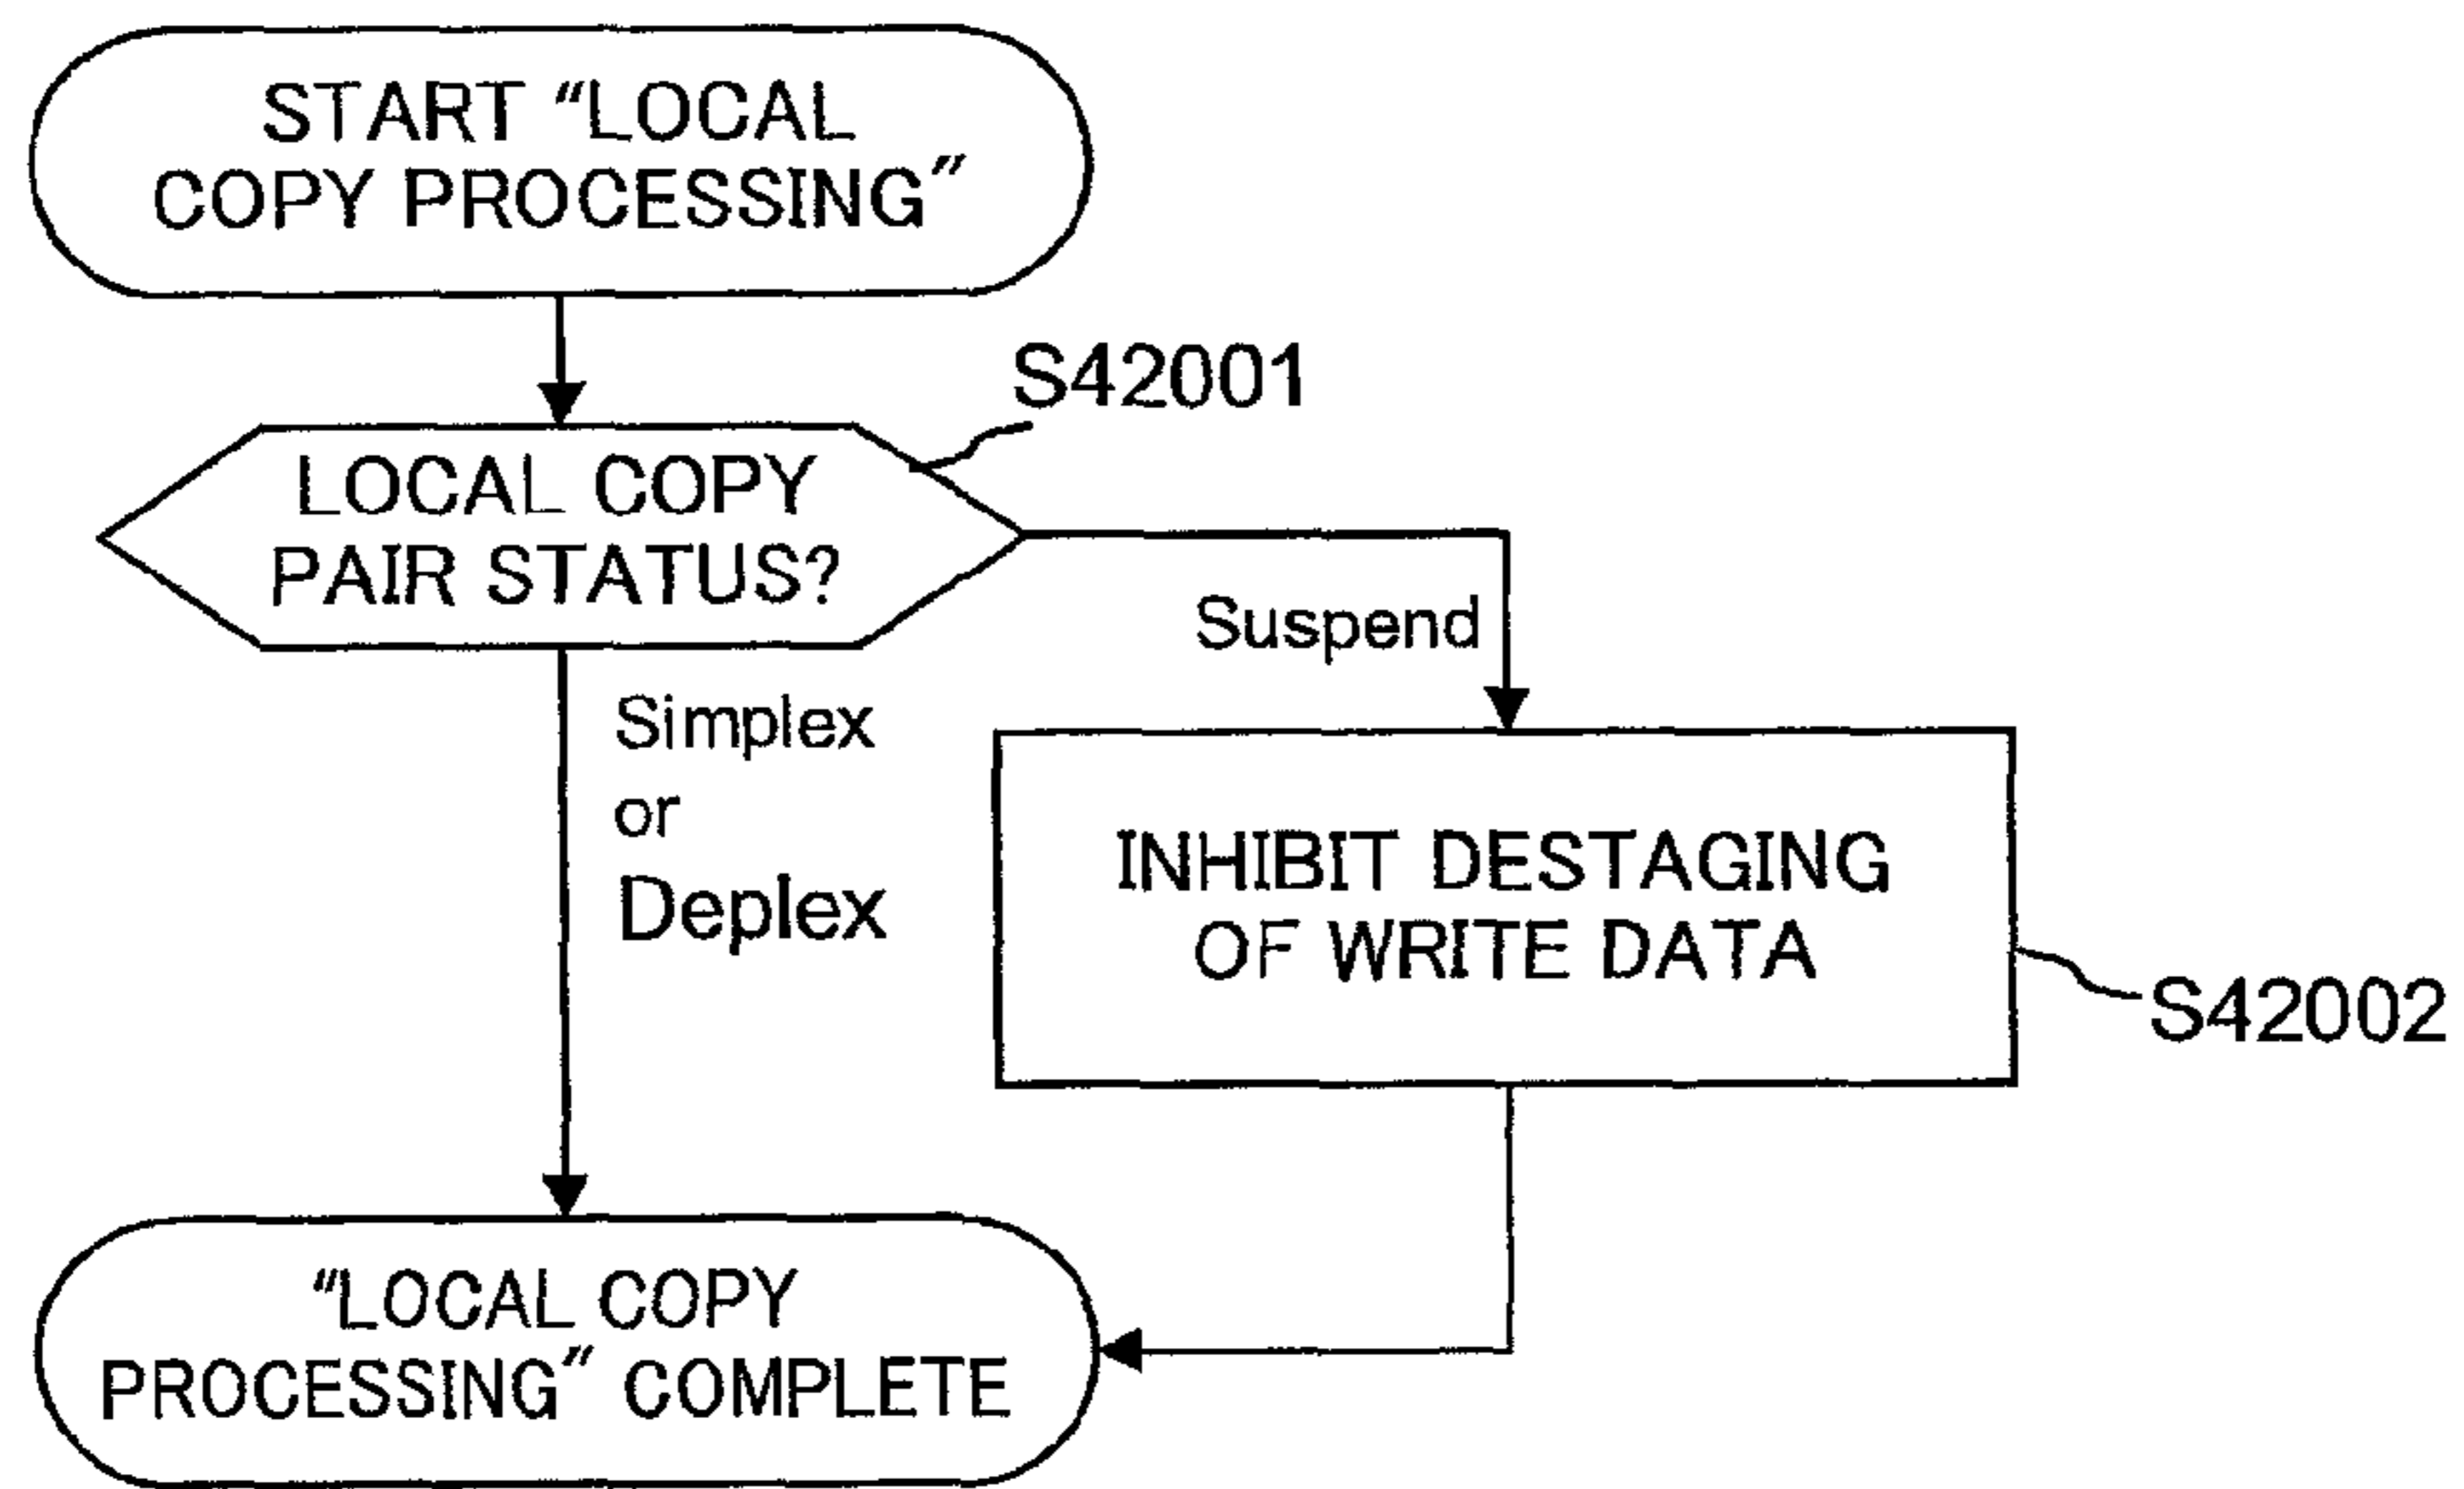 START “LOCAL
COPY PROCESSING”
S42001
LOCAL COPY
PAIR STATUS?
Suspend
Simplex
or
Deplex
INHIBIT DESTAGING
OF WRITE DATA
S42002
“LOCAL COPY
PROCESSING” COMPLETE